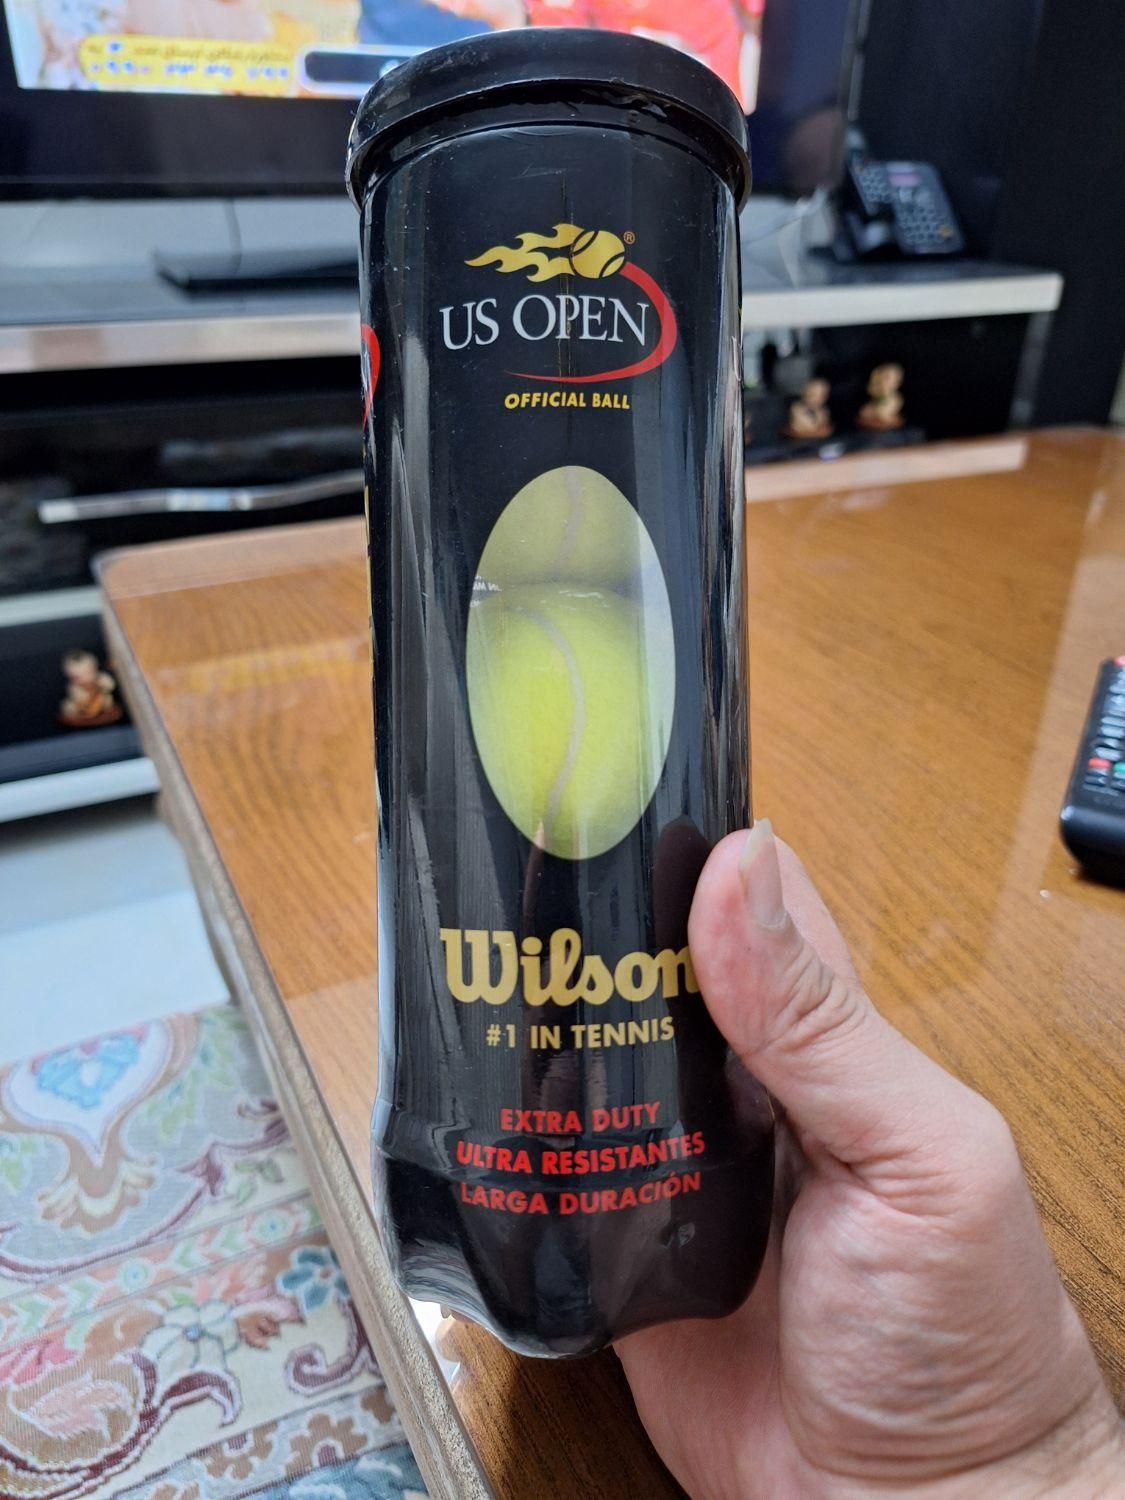 US OPEN®
OFFICIAL BALL
Wilson
#1 IN TENNIS
EXTRA DUTY
ULTRA RESISTANTES
LARGA DURACIÓN